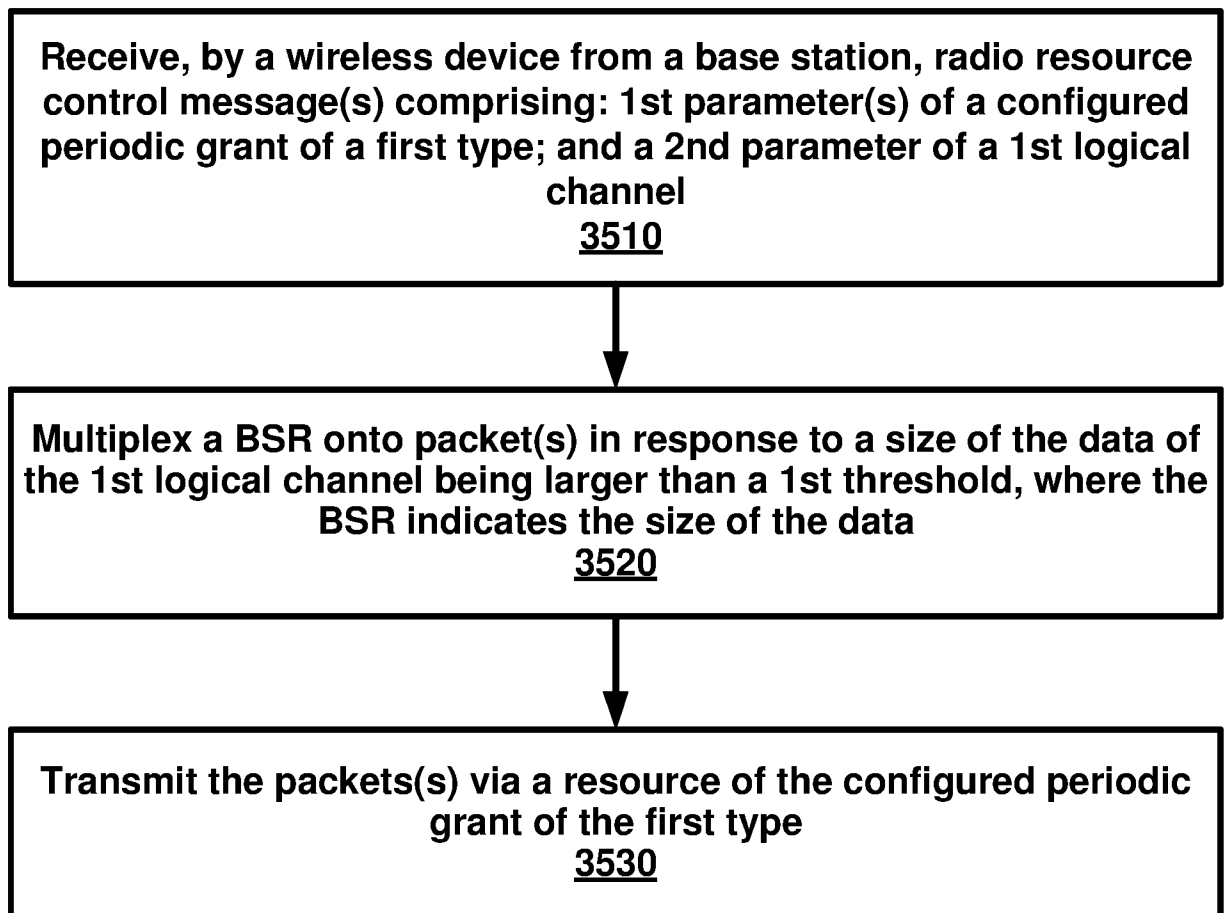 Receive, by a wireless device from a base station, radio resource
control message(s) comprising: 1st parameter(s) of a configured
periodic grant of a first type; and a 2nd parameter of a 1st logical
channel
3510
Multiplex a BSR onto packet(s) in response to a size of the data of
the 1st logical channel being larger than a 1st threshold, where the
BSR indicates the size of the data
3520
Transmit the packets(s) via a resource of the configured periodic
grant of the first type
3530